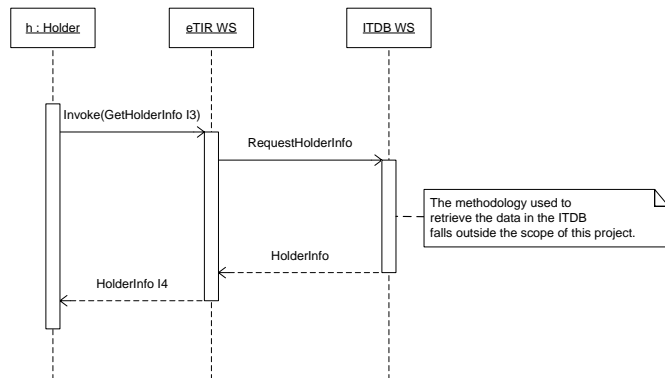 h : Holder
eTIR WS
ITDB WS
Invoke(GetHolderInfo I3)
RequestHolderInfo
The methodology used to
retrieve the data in the ITDB
falls outside the scope of this project.
HolderInfo
HolderInfo I4